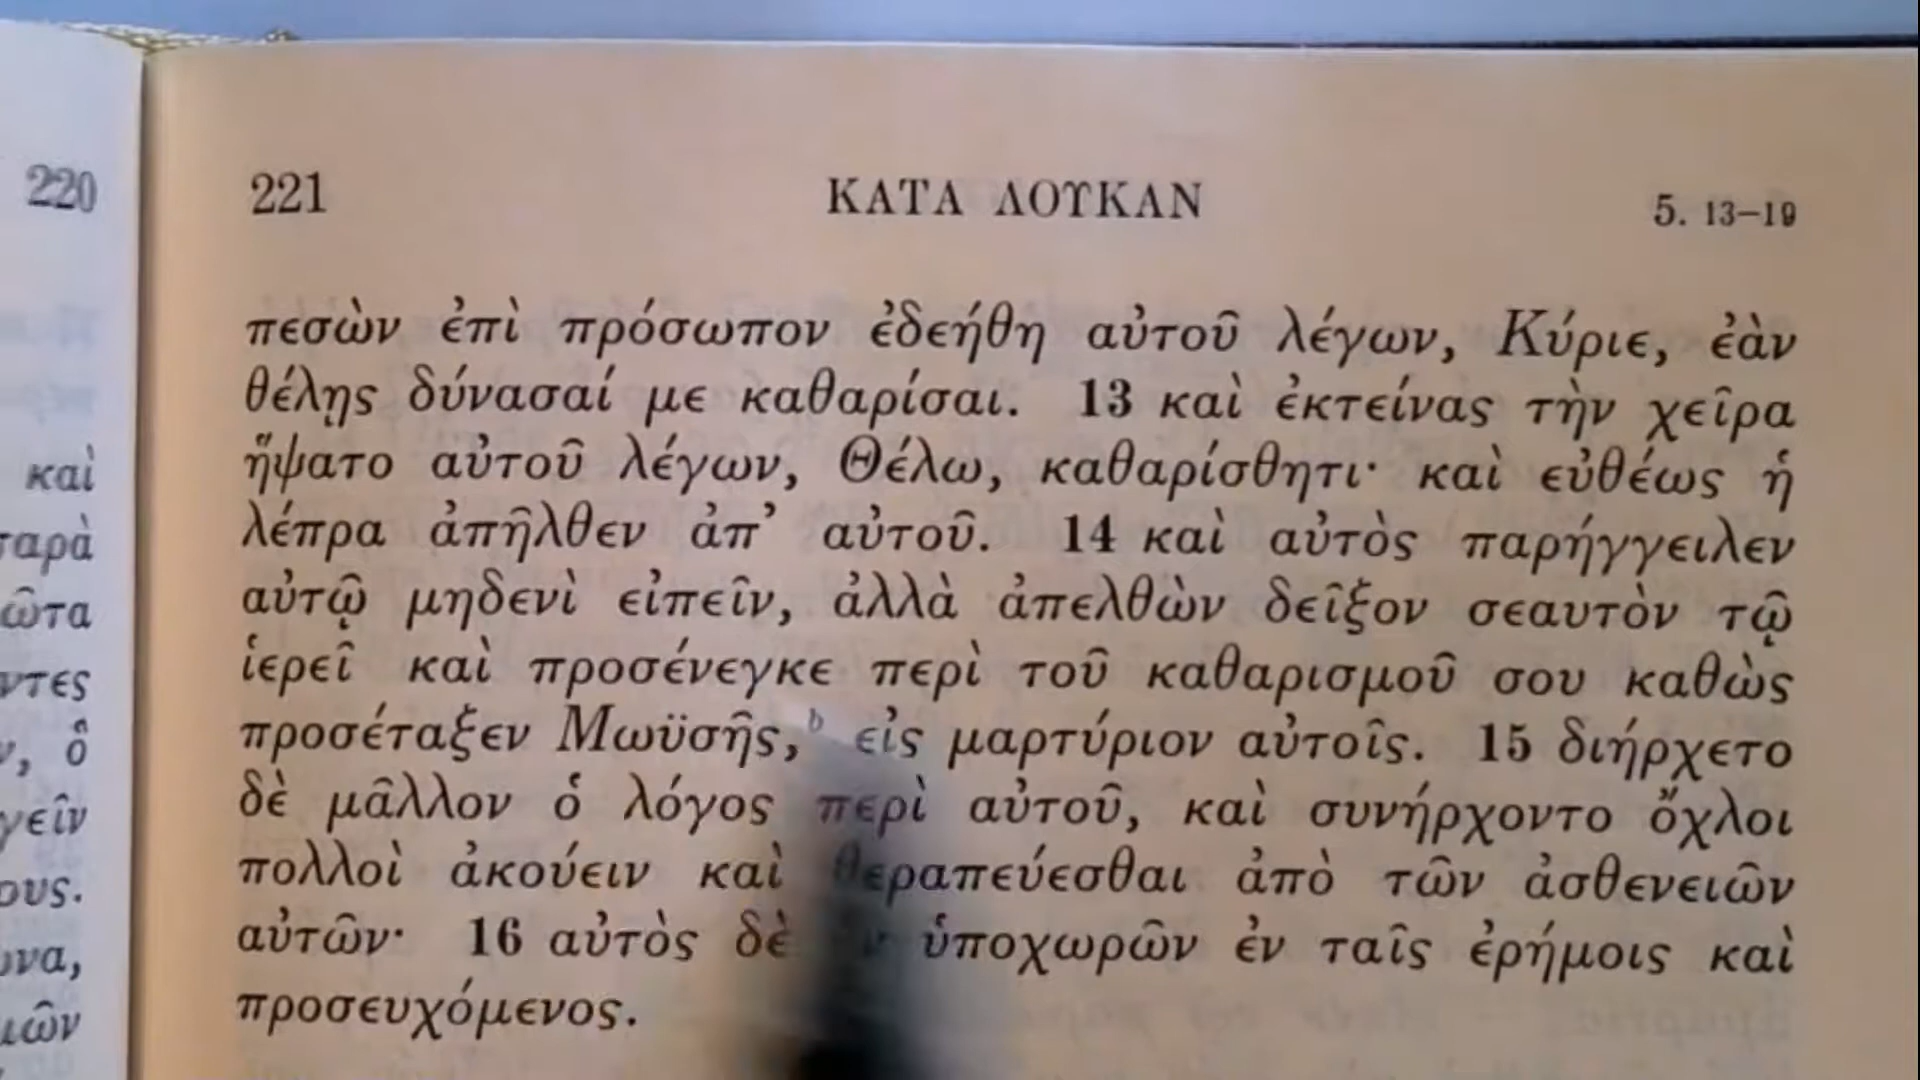 220
καὶ
ῶτα
ντες
γεῖν
ους.
221 ΚΑΤΑ ΛΟΥΚΑΝ 5. 13–19
πεσὼν ἐπὶ πρόσωπον ἐδεήθη αὐτοῦ λέγων, Κύριε, ἐὰν
θέλῃς δύνασαί με καθαρίσαι. 13 καὶ ἐκτείνας τὴν χεῖρα
ἥψατο αὐτοῦ λέγων, Θέλω, καθαρίσθητι· καὶ εὐθέως ἡ
λέπρα ἀπῆλθεν ἀπ’ αὐτοῦ. 14 καὶ αὐτὸς παρήγγειλεν
αὐτῷ μηδενὶ εἰπεῖν, ἀλλὰ ἀπελθὼν δεῖξον σεαυτὸν τῷ
ἱερεῖ καὶ προσένεγκε περὶ τοῦ καθαρισμοῦ σου καθὼς
προσέταξεν Μωϋσῆς,ᵇ εἰς μαρτύριον αὐτοῖς. 15 διήρχετο
δὲ μᾶλλον ὁ λόγος περὶ αὐτοῦ, καὶ συνήρχοντο ὄχλοι
πολλοὶ ἀκούειν καὶ θεραπεύεσθαι ἀπὸ τῶν ἀσθενειῶν
αὐτῶν· 16 αὐτὸς δὲ ὑποχωρῶν ἐν ταῖς ἐρήμοις καὶ
προσευχόμενος.